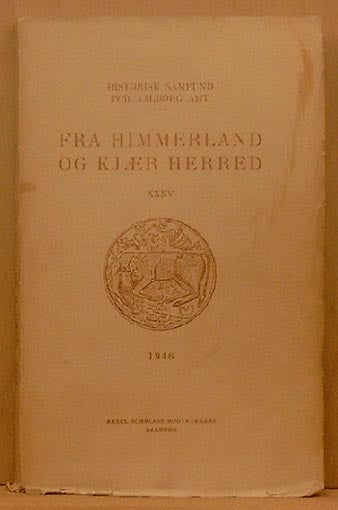 HISTORISK SAMFUND
FOR AALBORG AMT
FRA HIMMERLAND
OG KJÆR HERRED
XXXV
1946
AALBORG